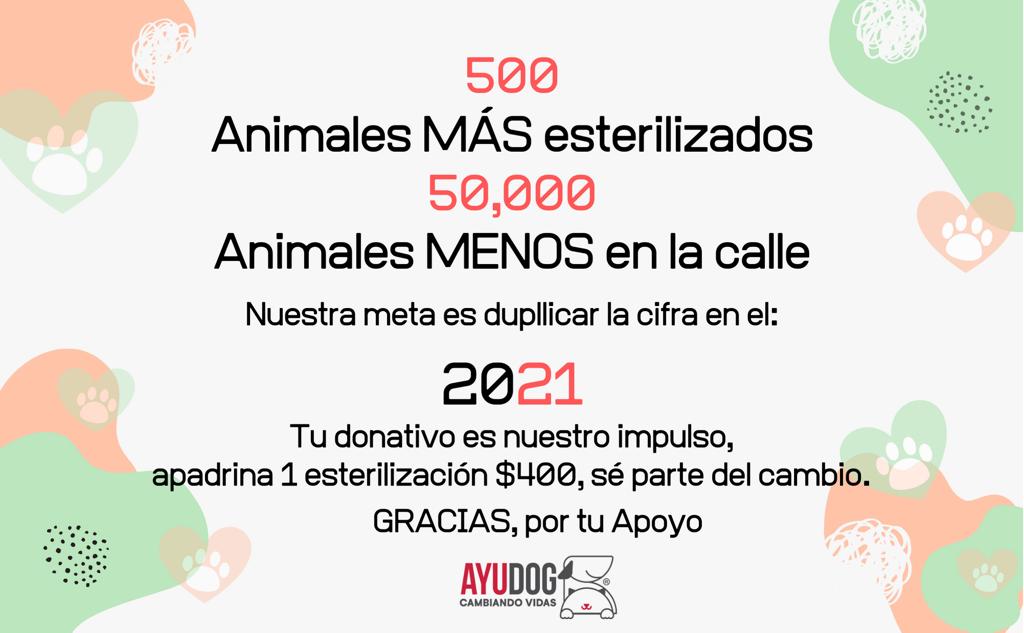 500
Animales MÁS esterilizados
50,000
Animales MENOS en la calle
Nuestra meta es dupllicar la cifra en el:
2021
Tu donativo es nuestro impulso,
apadrina 1 esterilización $400, sé parte del cambio.
GRACIAS, por tu Apoyo
AYUDOG ®
CAMBIANDO VIDAS